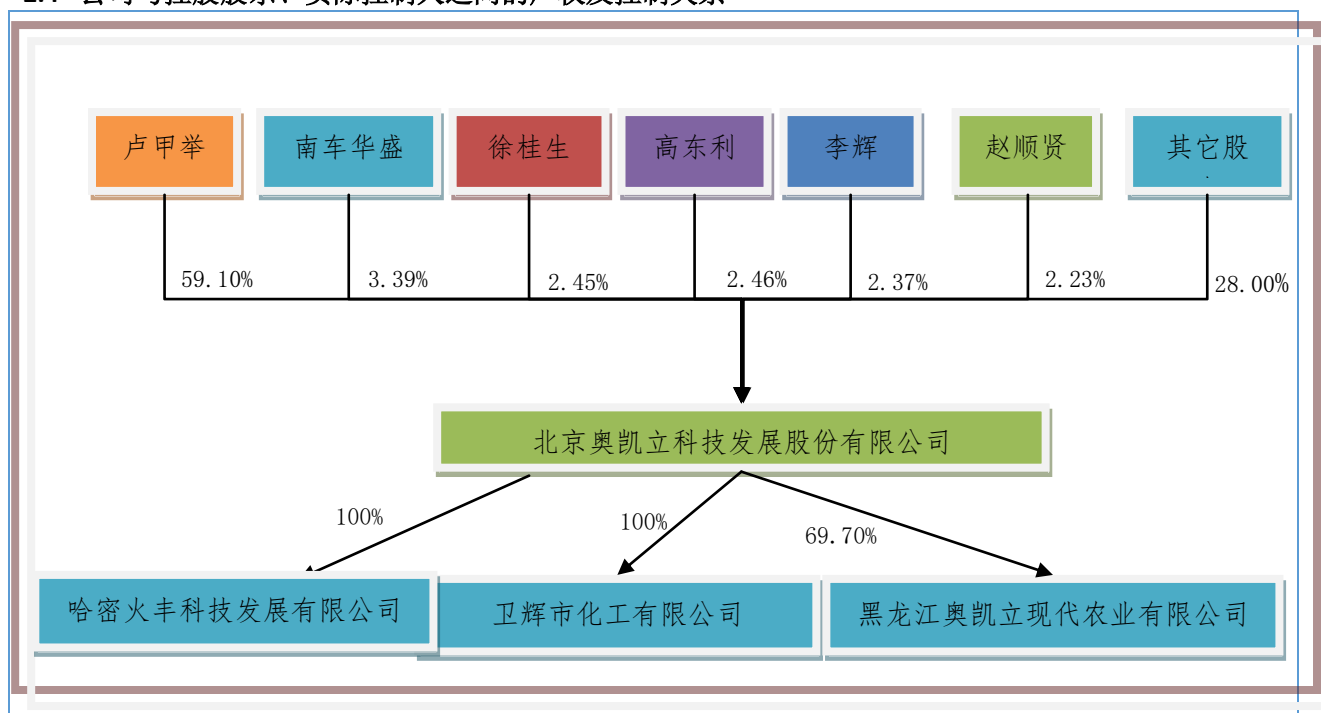 卢甲举
南车华盛
徐桂生
高东利
李辉
赵顺贤
其它股
59.10%
3.39%
2.45%
2.46%
2.37%
2.23%
28.00%
北京奥凯立科技发展股份有限公司
100%
100%
69.70%
哈密火丰科技发展有限公司
卫辉市化工有限公司
黑龙江奥凯立现代农业有限公司